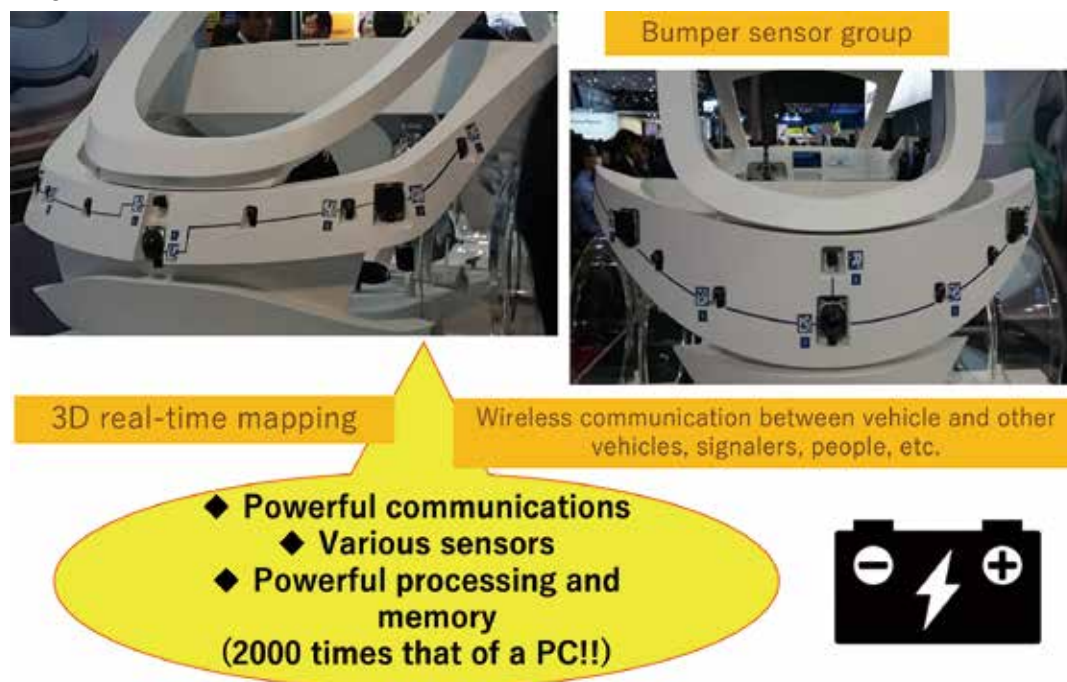 Bumper sensor group
3D real-time mapping
Wireless communication between vehicle and other
vehicles, signalers, people, etc.
◆ Powerful communications
◆ Various sensors
◆ Powerful processing and
memory
(2000 times that of a PC!!)